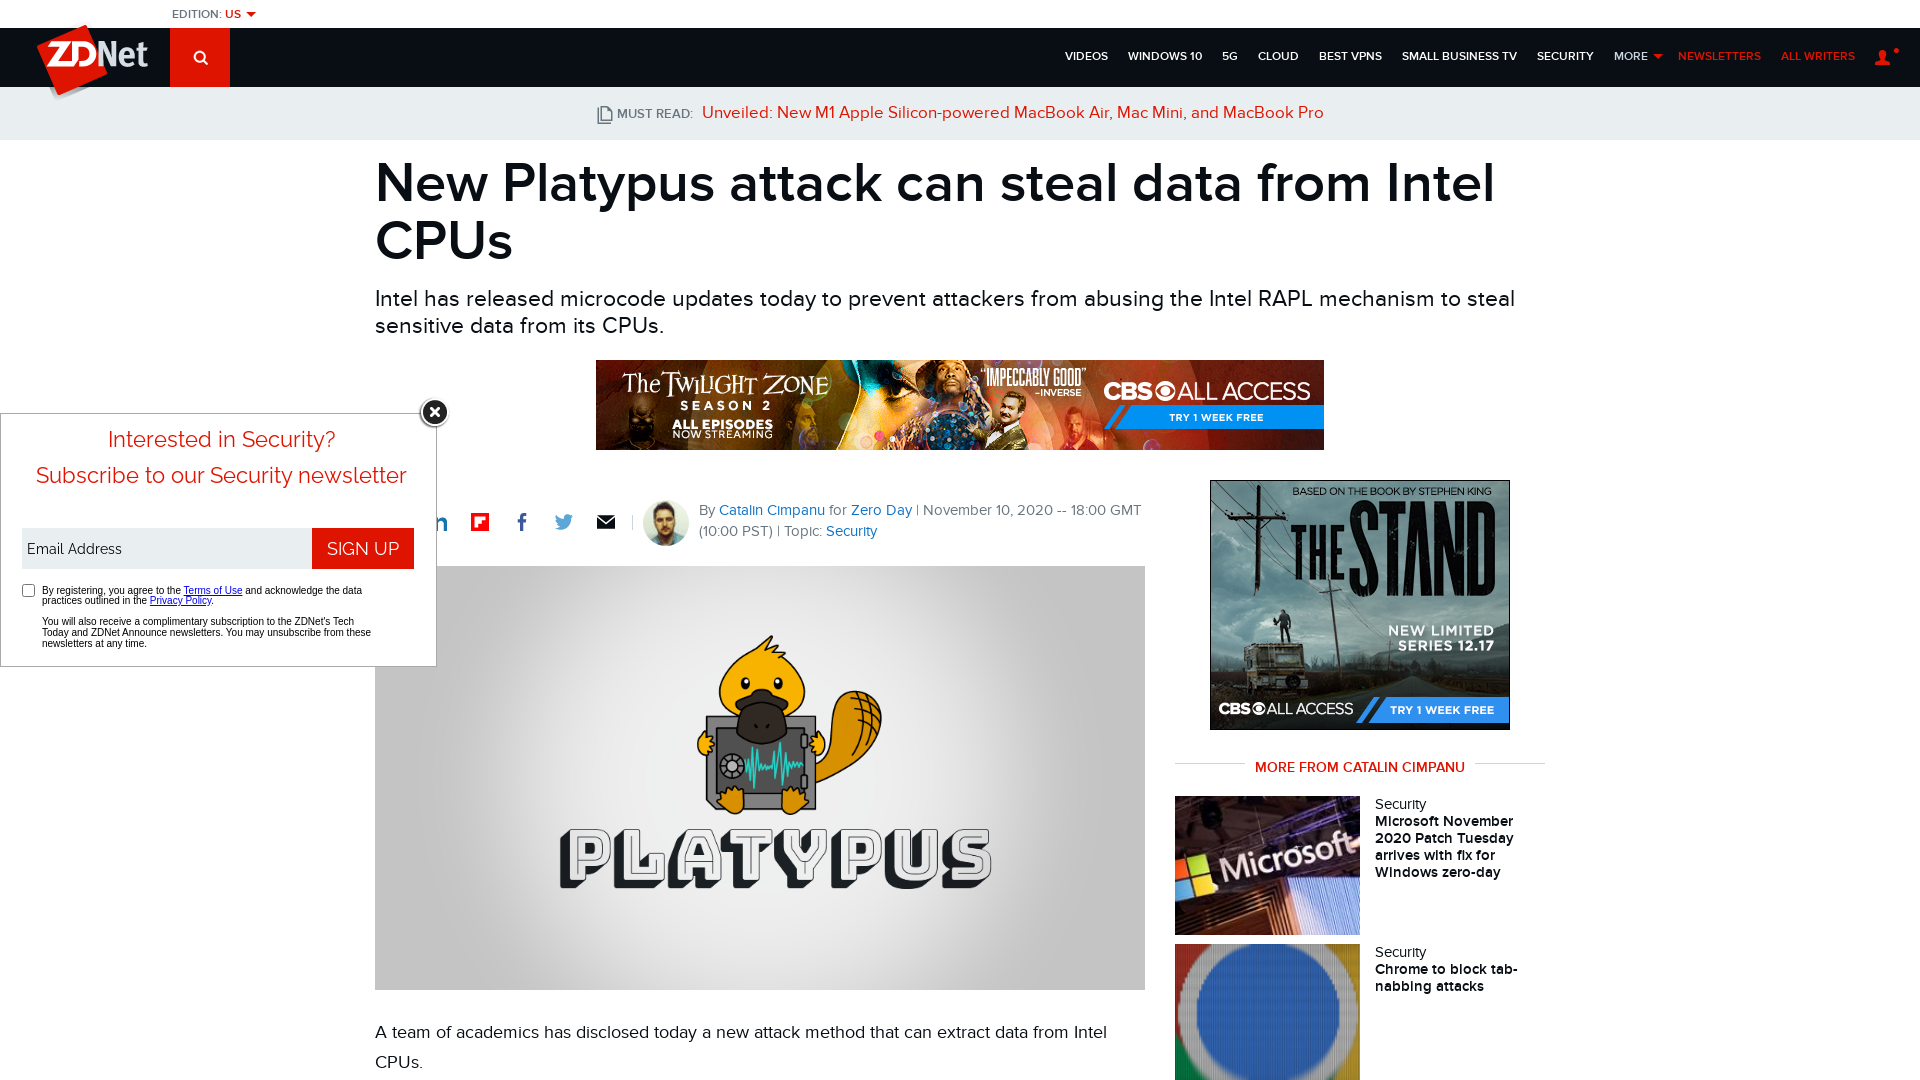 EDITION: US
ZDNet
VIDEOS WINDOWS 10 5G CLOUD BEST VPNS SMALL BUSINESS TV SECURITY MORE NEWSLETTERS ALL WRITERS
MUST READ: Unveiled: New M1 Apple Silicon-powered MacBook Air, Mac Mini, and MacBook Pro
New Platypus attack can steal data from Intel
CPUs
Intel has released microcode updates today to prevent attackers from abusing the Intel RAPL mechanism to steal
sensitive data from its CPUs.
THE TWILIGHT ZONE
SEASON 2
ALL EPISODES
NOW STREAMING
"IMPECCABLY GOOD"
-INVERSE
CBS ALL ACCESS
TRY 1 WEEK FREE
Interested in Security?
Subscribe to our Security newsletter
Email Address
SIGN UP
By registering, you agree to the Terms of Use and acknowledge the data
practices outlined in the Privacy Policy.
You will also receive a complimentary subscription to the ZDNet's Tech
Today and ZDNet Announce newsletters. You may unsubscribe from these
newsletters at any time.
By Catalin Cimpanu for Zero Day | November 10, 2020 -- 18:00 GMT
(10:00 PST) | Topic: Security
PLATYPUS
A team of academics has disclosed today a new attack method that can extract data from Intel
CPUs.
BASED ON THE BOOK BY STEPHEN KING
THE STAND
NEW LIMITED
SERIES 12.17
CBS ALL ACCESS
TRY 1 WEEK FREE
MORE FROM CATALIN CIMPANU
Microsoft
Security
Microsoft November
2020 Patch Tuesday
arrives with fix for
Windows zero-day
Security
Chrome to block tab-
nabbing attacks